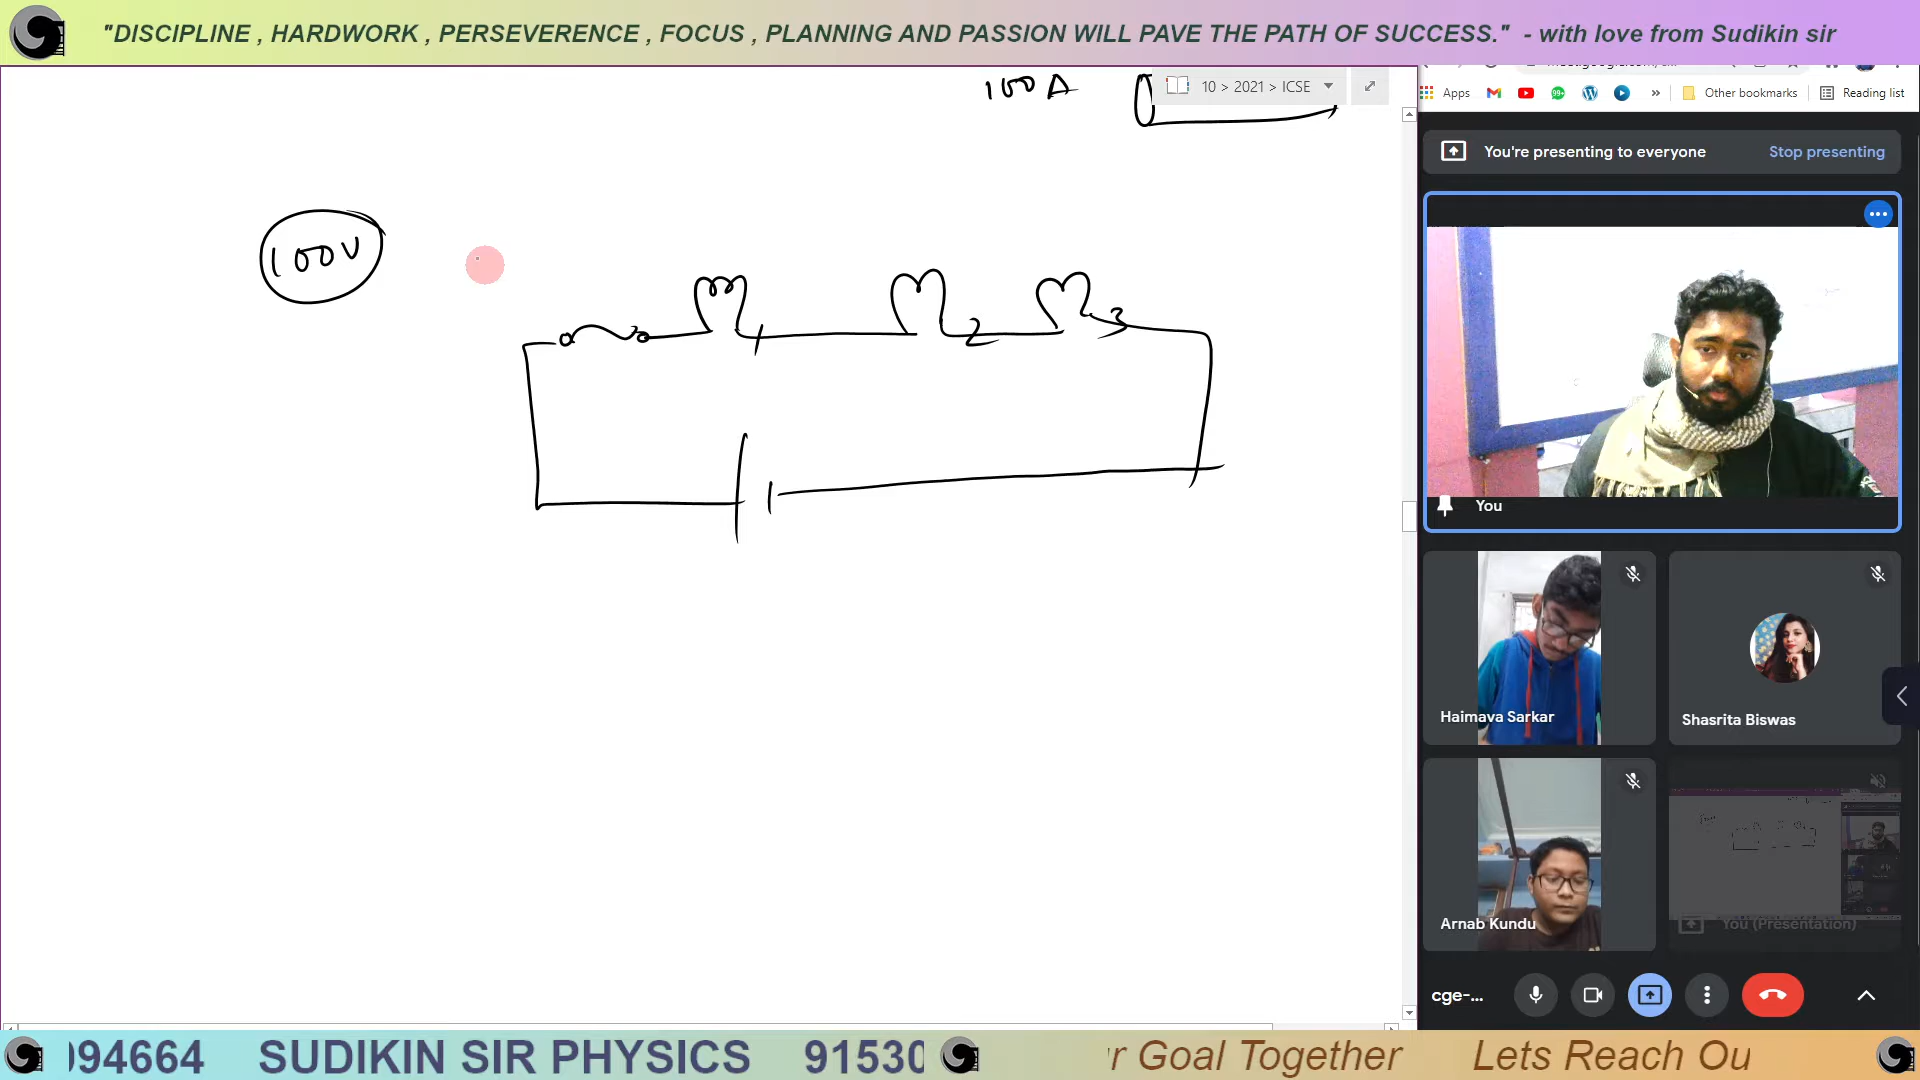 "DISCIPLINE , HARDWORK , PERSEVERENCE , FOCUS , PLANNING AND PASSION WILL PAVE THE PATH OF SUCCESS." - with love from Sudikin sir
100 A
10 > 2021 > ICSE
Apps
Other bookmarks
Reading list
You're presenting to everyone
Stop presenting
100V
1
2
3
You
Haimava Sarkar
Shasrita Biswas
Arnab Kundu
You (Presentation)
cge-...
094664 SUDIKIN SIR PHYSICS 91530
r Goal Together Lets Reach Ou